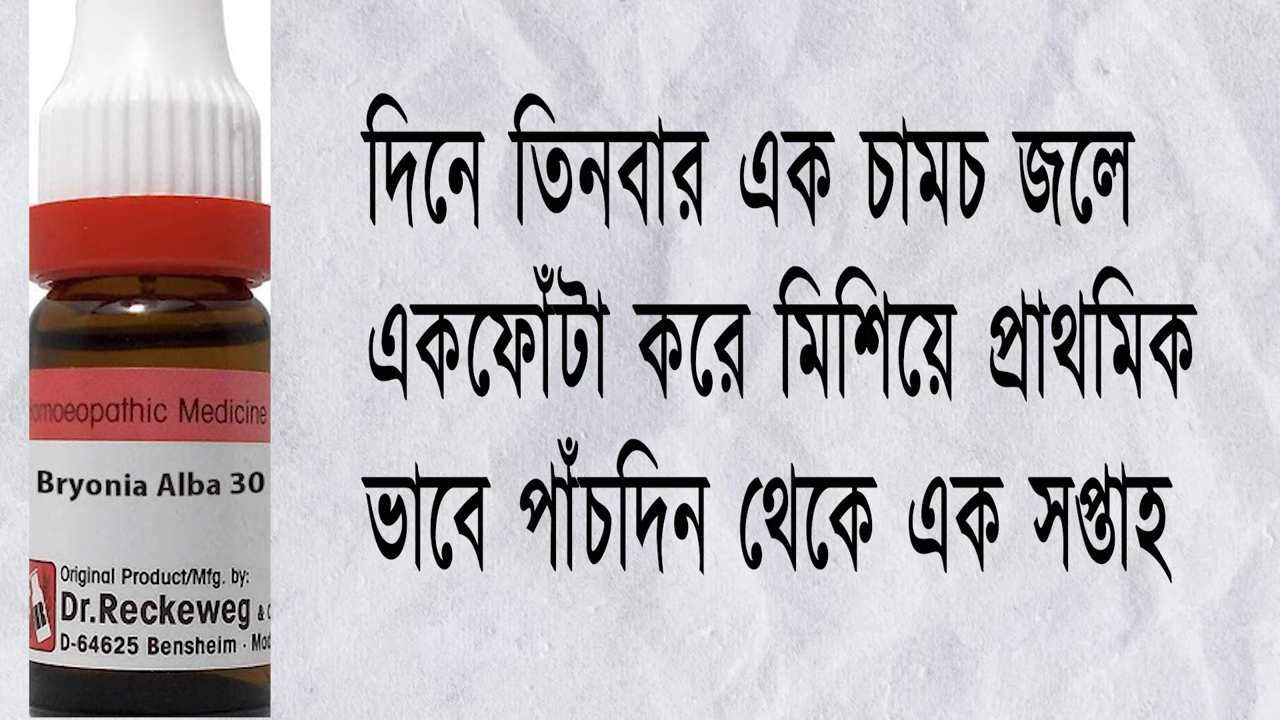 দিনে তিনবার এক চামচ জলে
একফোঁটা করে মিশিয়ে প্রাথমিক
ভাবে পাঁচদিন থেকে এক সপ্তাহ
omoeopathic Medicine
Bryonia Alba 30
Original Product/Mfg. by:
Dr.Reckeweg &
D-64625 Bensheim ·